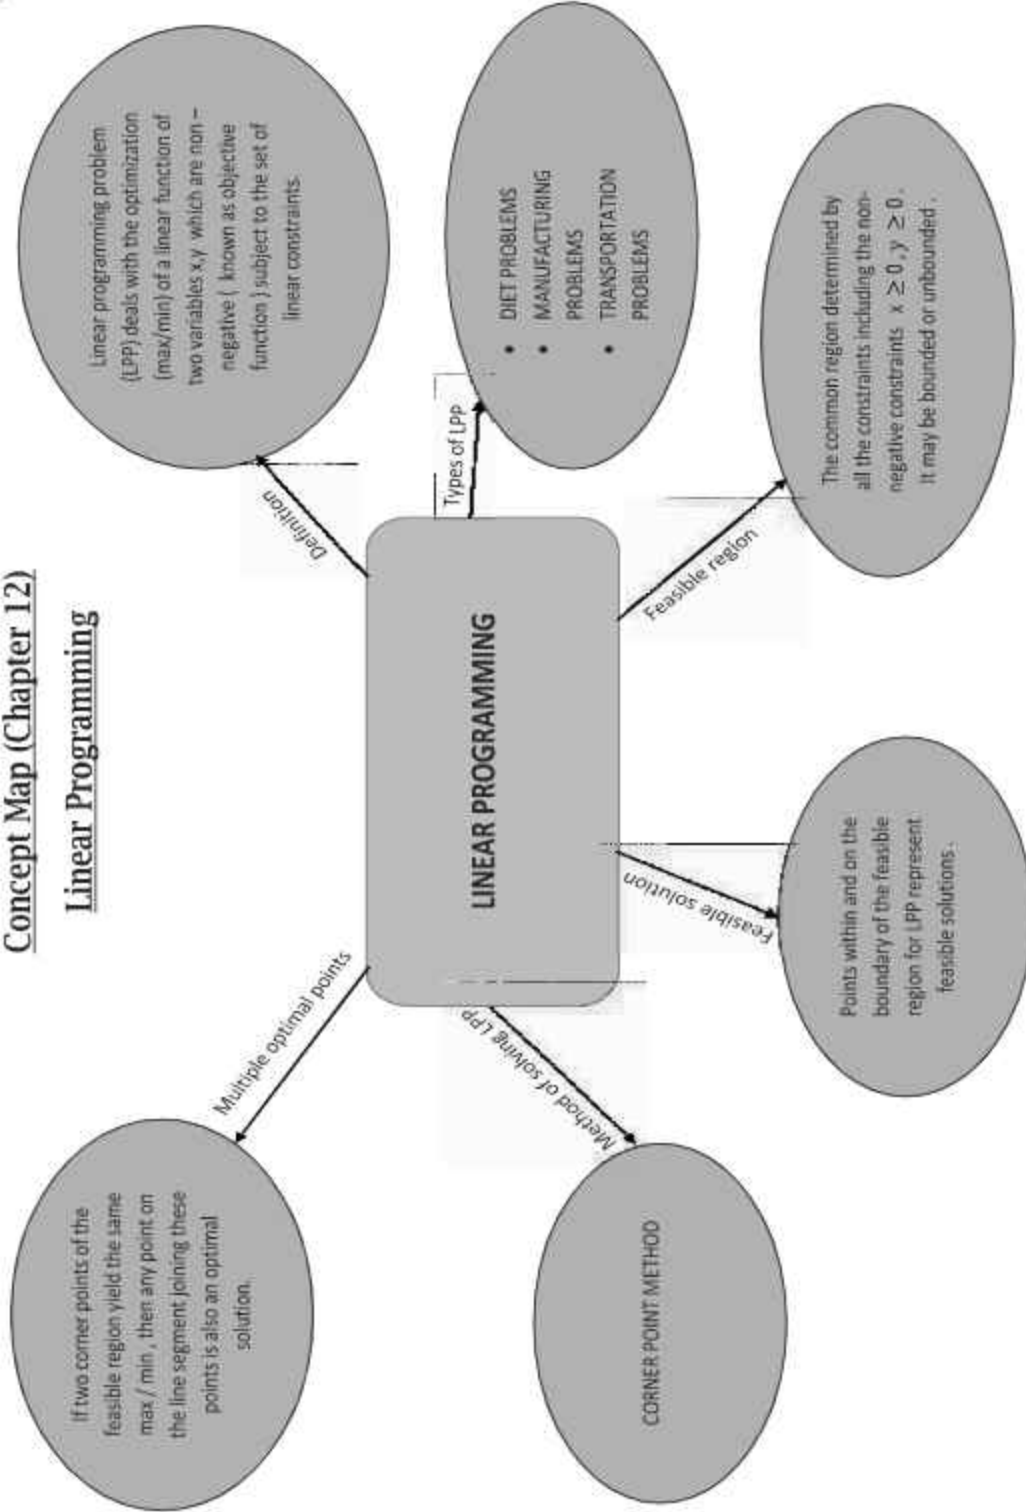 Concept Map (Chapter 12)
Linear Programming
If two corner points of the
feasible region yield the same
max / min , then any point on
the line segment joining these
points is also an optimal
solution.
Multiple optimal points
Definition
Linear programming problem
(LPP) deals with the optimization
(max/min) of a linear function of
two variables x,y which are non –
negative ( known as objective
function ) subject to the set of
linear constraints.
LINEAR PROGRAMMING
Types of LPP
• DIET PROBLEMS
• MANUFACTURING
PROBLEMS
• TRANSPORTATION
PROBLEMS
Method of solving LPP
CORNER POINT METHOD
Feasible solution
Points within and on the
boundary of the feasible
region for LPP represent
feasible solutions .
Feasible region
The common region determined by
all the constraints including the non-
negative constraints x ≥ 0, y ≥ 0 .
It may be bounded or unbounded .